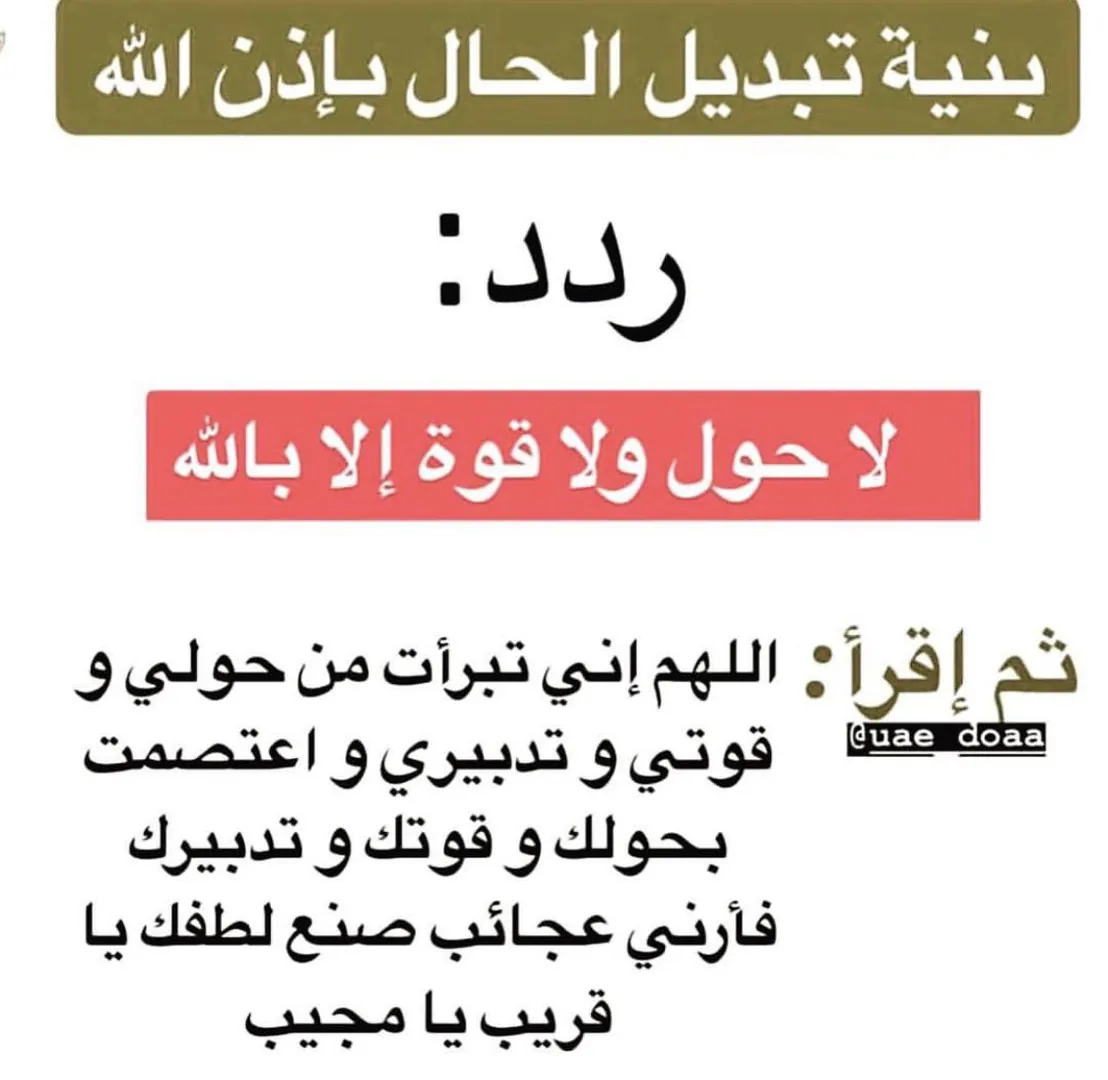 بنية تبديل الحال بإذن الله
ردد:
لا حول ولا قوة إلا بالله
ثم إقرأ:
@uae_doaa
اللهم إني تبرأت من حولي و
قوتي و تدبيري و اعتصمت
بحولك و قوتك و تدبيرك
فأرني عجائب صنع لطفك يا
قريب يا مجيب